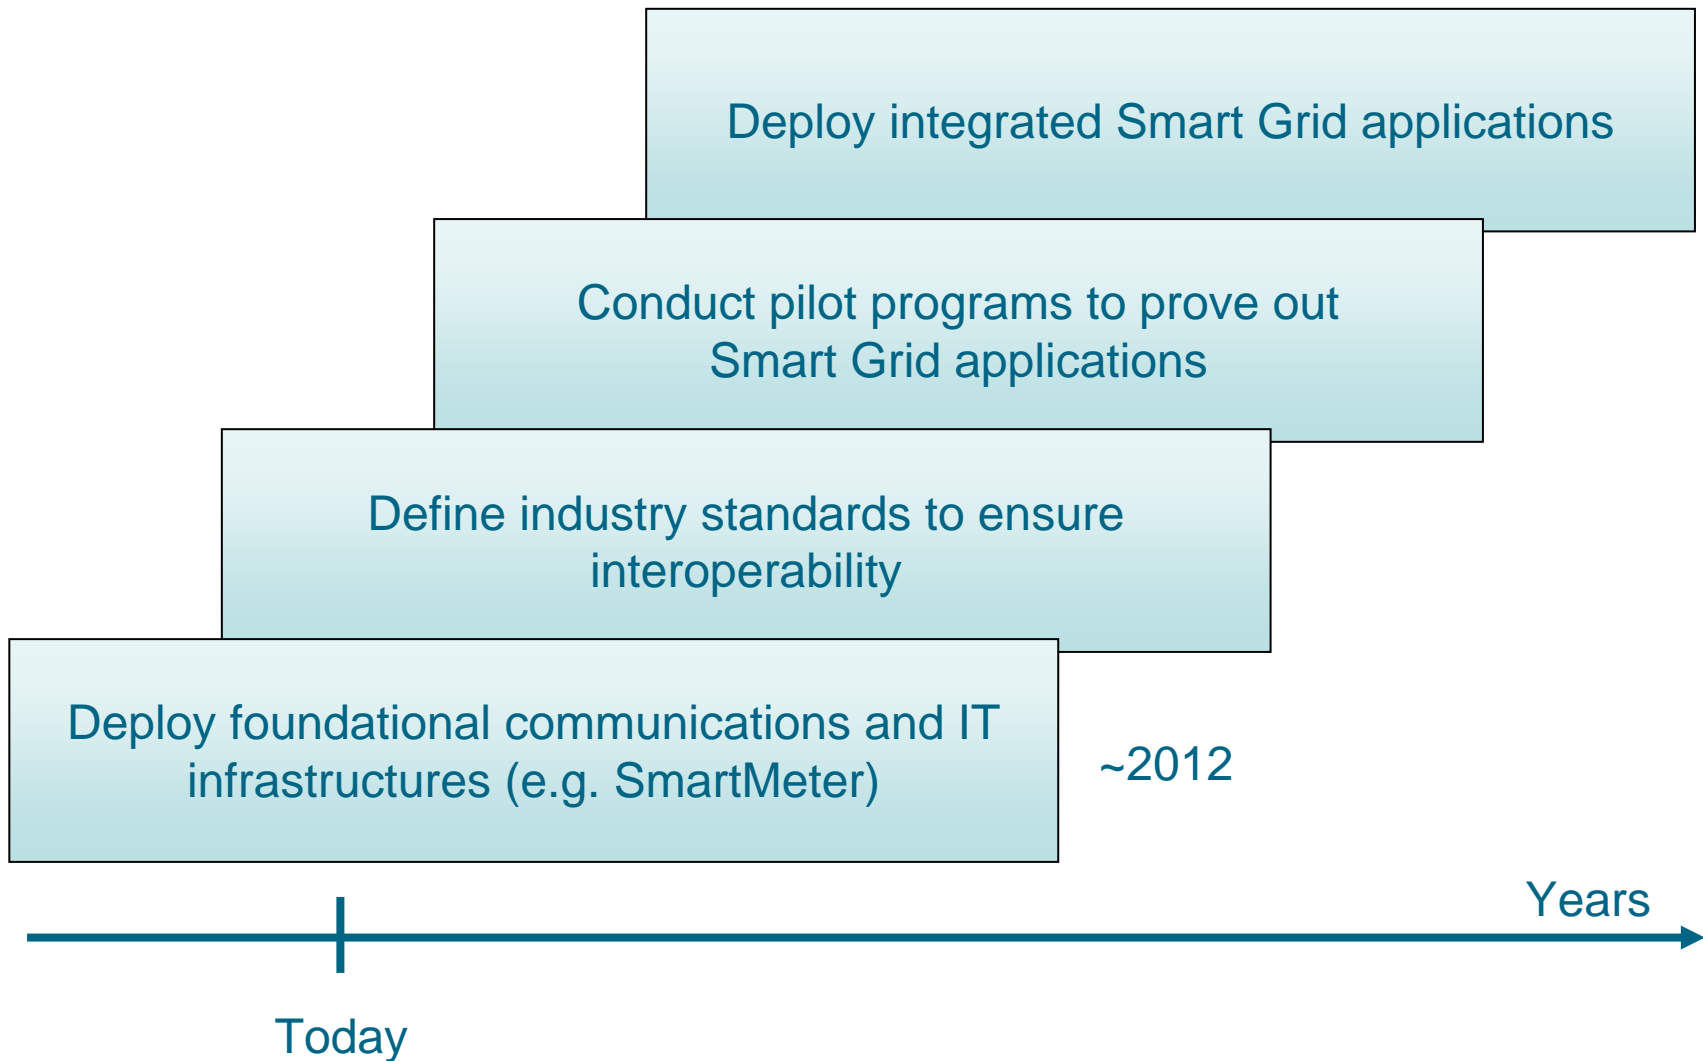 Deploy integrated Smart Grid applications
Conduct pilot programs to prove out
Smart Grid applications
Define industry standards to ensure
interoperability
Deploy foundational communications and IT
infrastructures (e.g. SmartMeter)
~2012
Years
Today